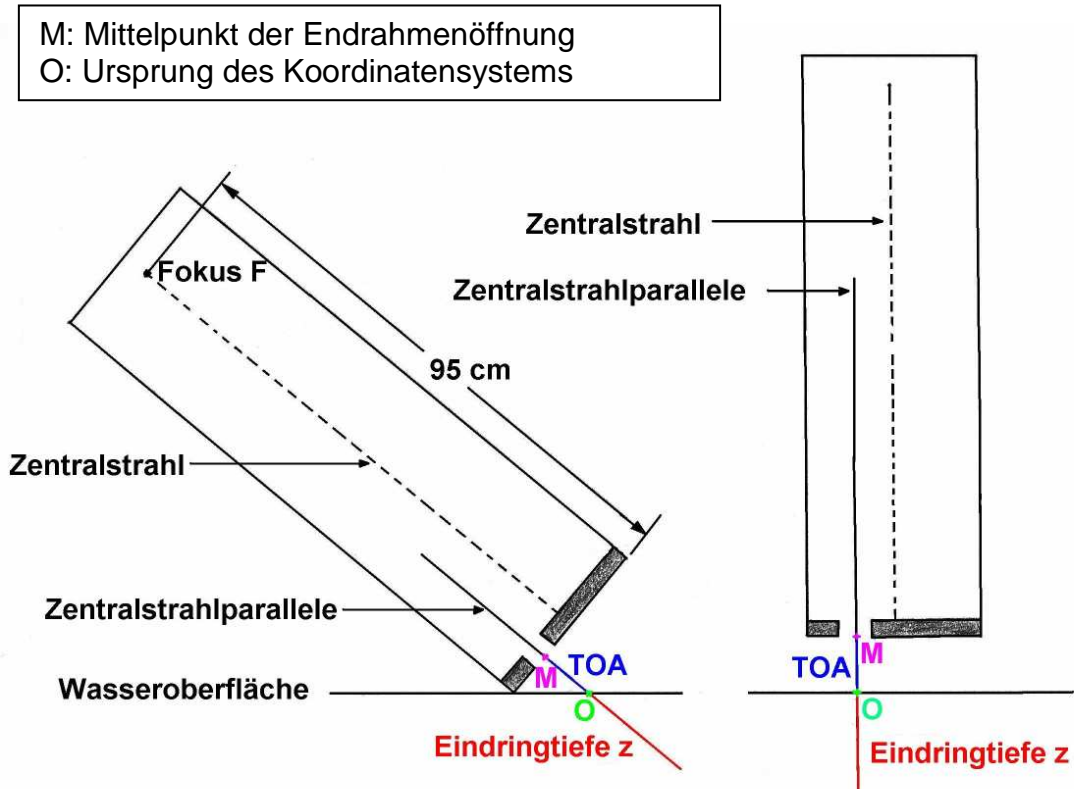 M: Mittelpunkt der Endrahmenöffnung
O: Ursprung des Koordinatensystems
Fokus F
95 cm
Zentralstrahl
Zentralstrahlparallele
M
TOA
Wasseroberfläche
O
Eindringtiefe z
Zentralstrahl
Zentralstrahlparallele
M
TOA
O
Eindringtiefe z